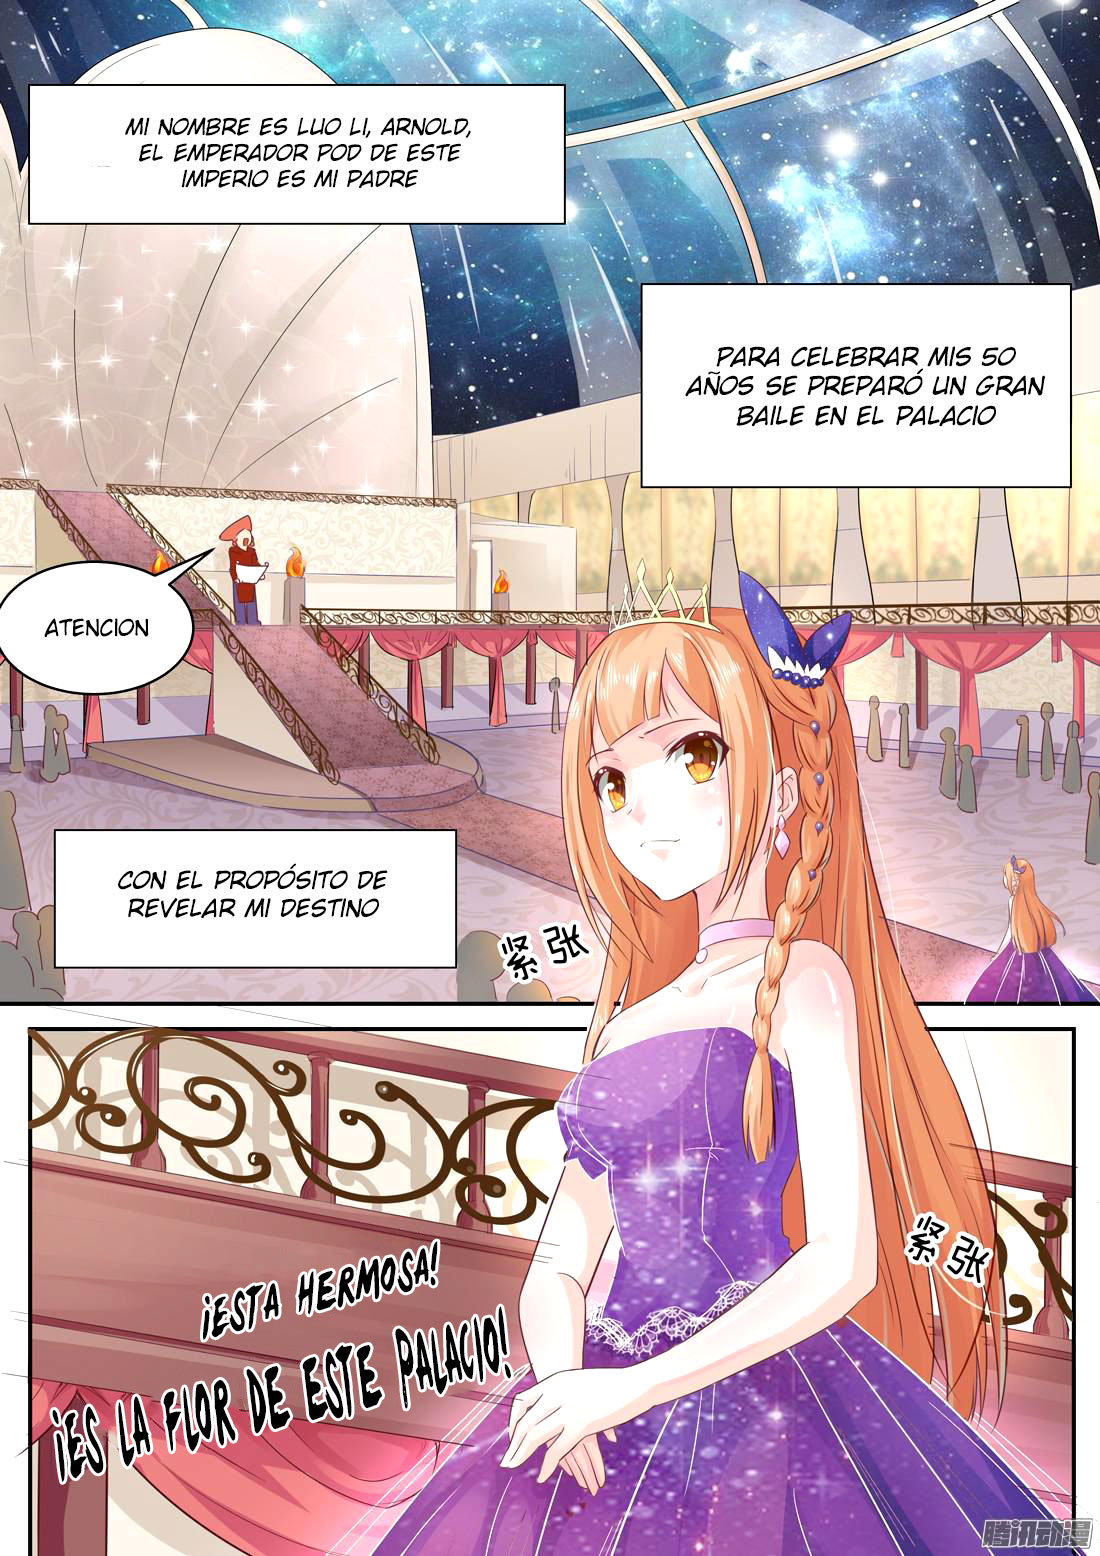 MI NOMBRE ES LUO LI, ARNOLD,
EL EMPERADOR POD DE ESTE
IMPERIO ES MI PADRE
PARA CELEBRAR MIS 50
AÑOS SE PREPARÓ UN GRAN
BAILE EN EL PALACIO
ATENCION
CON EL PROPÓSITO DE
REVELAR MI DESTINO
紧张
紧张
¡ESTA HERMOSA!
¡ES LA FLOR DE ESTE PALACIO!
腾讯动漫